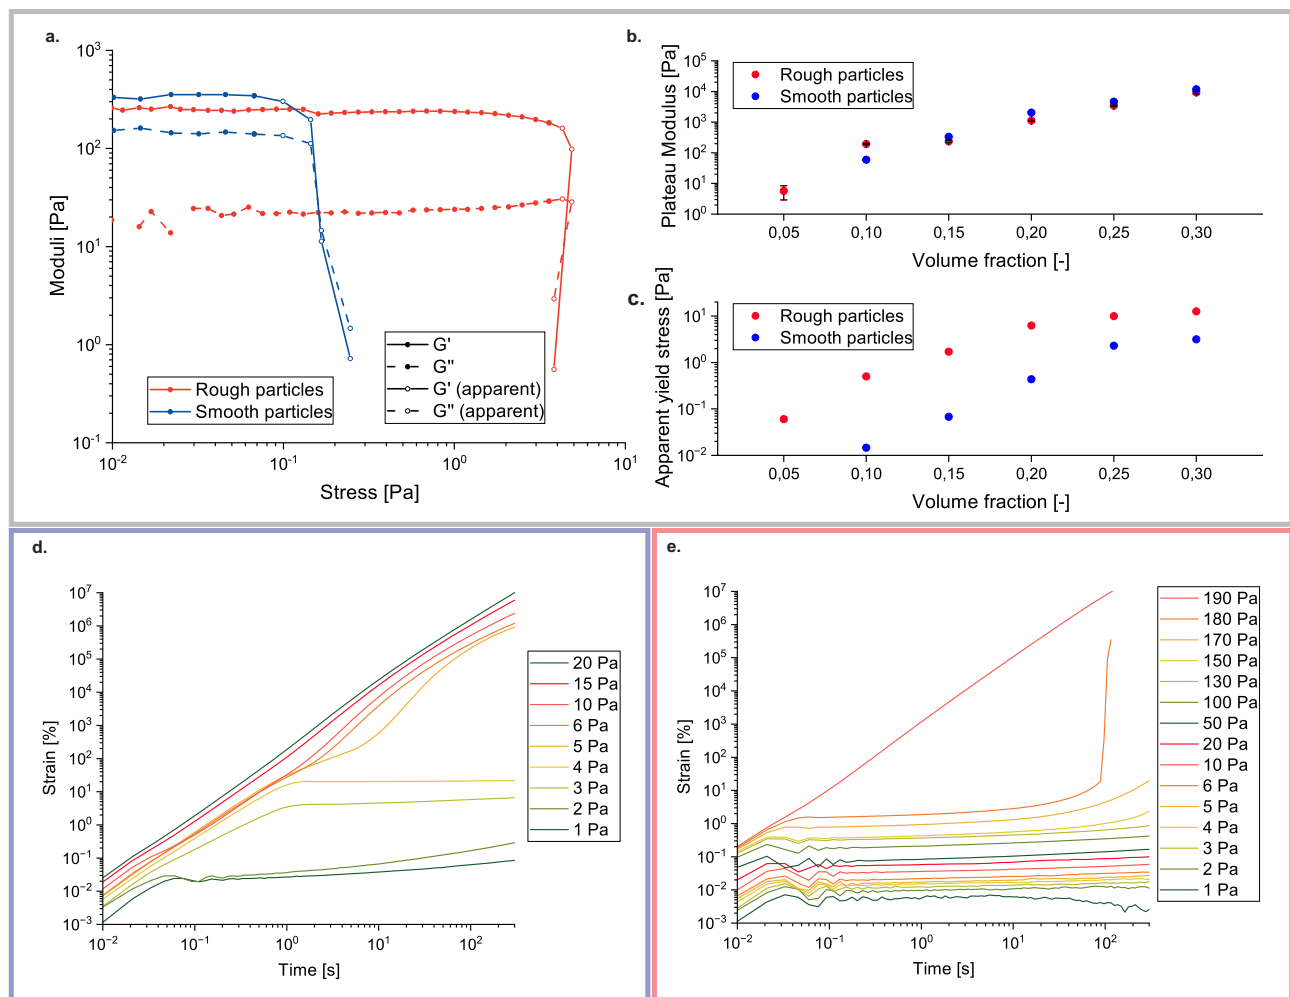 a.
10³
10²
10¹
10⁰
10⁻¹
Moduli [Pa]
10⁻²
10⁻¹
10⁰
10¹
Stress [Pa]
Rough particles
Smooth particles
G'
G"
G' (apparent)
G" (apparent)
b.
Plateau Modulus [Pa]
10⁵
10⁴
10³
10²
10¹
10⁰
Rough particles
Smooth particles
0,05
0,10
0,15
0,20
0,25
0,30
Volume fraction [-]
c.
Apparent yield stress [Pa]
10¹
10⁰
10⁻¹
10⁻²
Rough particles
Smooth particles
0,05
0,10
0,15
0,20
0,25
0,30
Volume fraction [-]
d.
10⁷
10⁶
10⁵
10⁴
10³
10²
10¹
10⁰
10⁻¹
10⁻²
10⁻³
Strain [%]
10⁻²
10⁻¹
10⁰
10¹
10²
Time [s]
20 Pa
15 Pa
10 Pa
6 Pa
5 Pa
4 Pa
3 Pa
2 Pa
1 Pa
e.
10⁷
10⁶
10⁵
10⁴
10³
10²
10¹
10⁰
10⁻¹
10⁻²
10⁻³
Strain [%]
10⁻²
10⁻¹
10⁰
10¹
10²
Time [s]
190 Pa
180 Pa
170 Pa
150 Pa
130 Pa
100 Pa
50 Pa
20 Pa
10 Pa
6 Pa
5 Pa
4 Pa
3 Pa
2 Pa
1 Pa